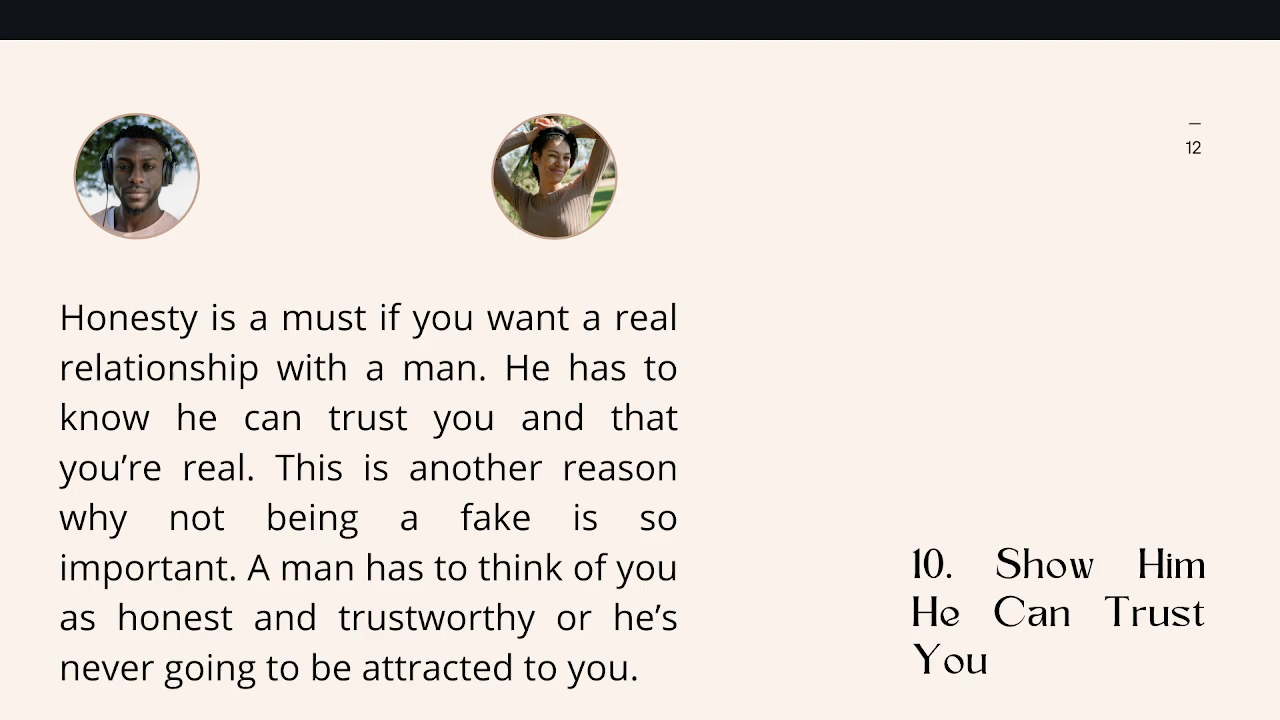 12
Honesty is a must if you want a real
relationship with a man. He has to
know he can trust you and that
you’re real. This is another reason
why not being a fake is so
important. A man has to think of you
as honest and trustworthy or he’s
never going to be attracted to you.
10. Show Him
He Can Trust
You